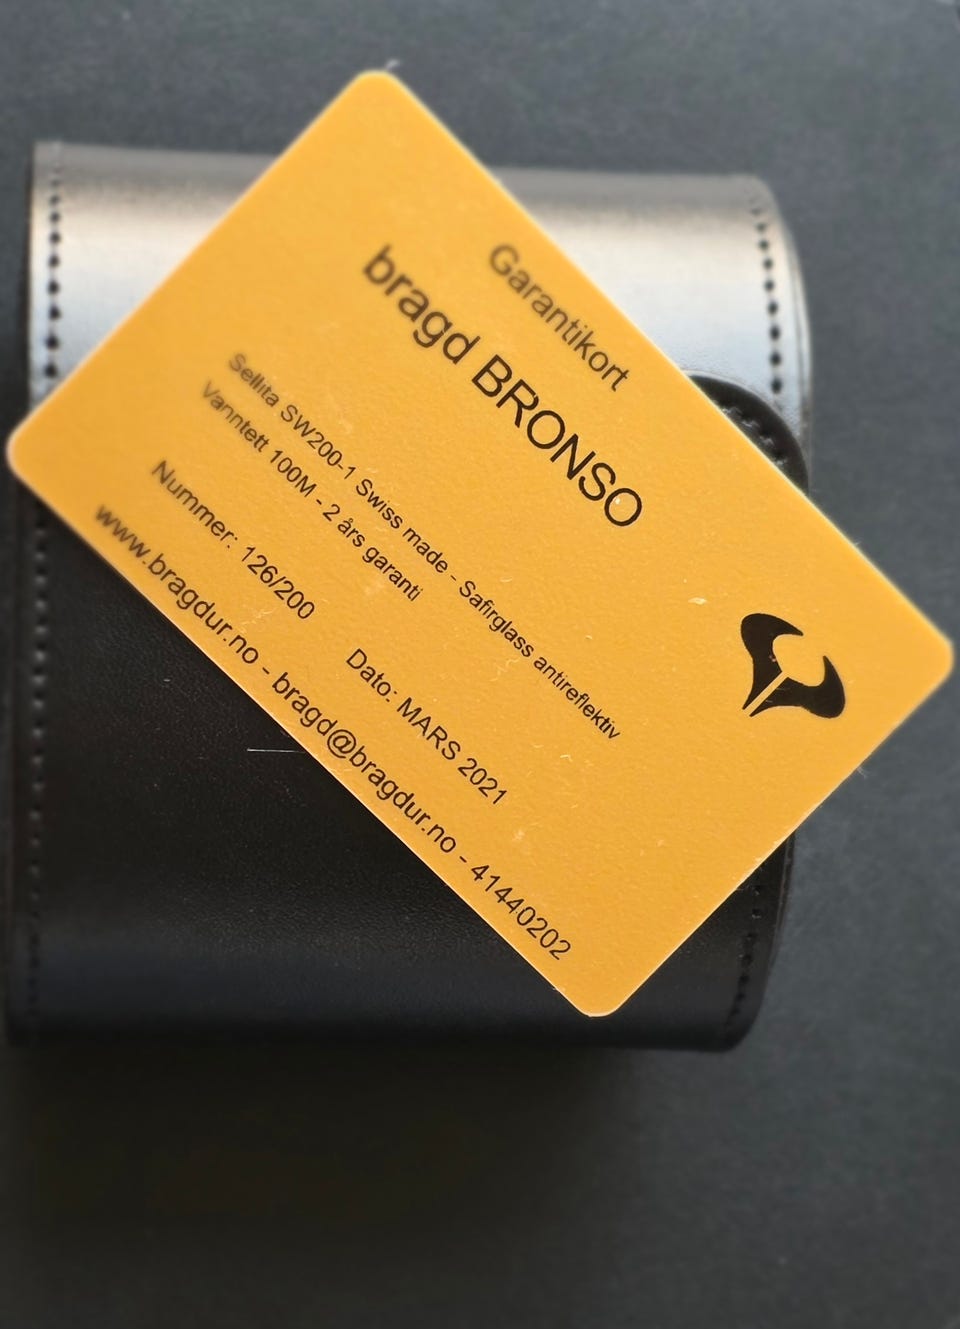 Garantikort
bragd BRONSO
Sellita SW200-1 Swiss made - Safirglass antireflektiv
Vanntett 100M - 2 års garanti
Nummer: 126/200 Dato: MARS 2021
www.bragdur.no - bragd@bragdur.no - 41440202